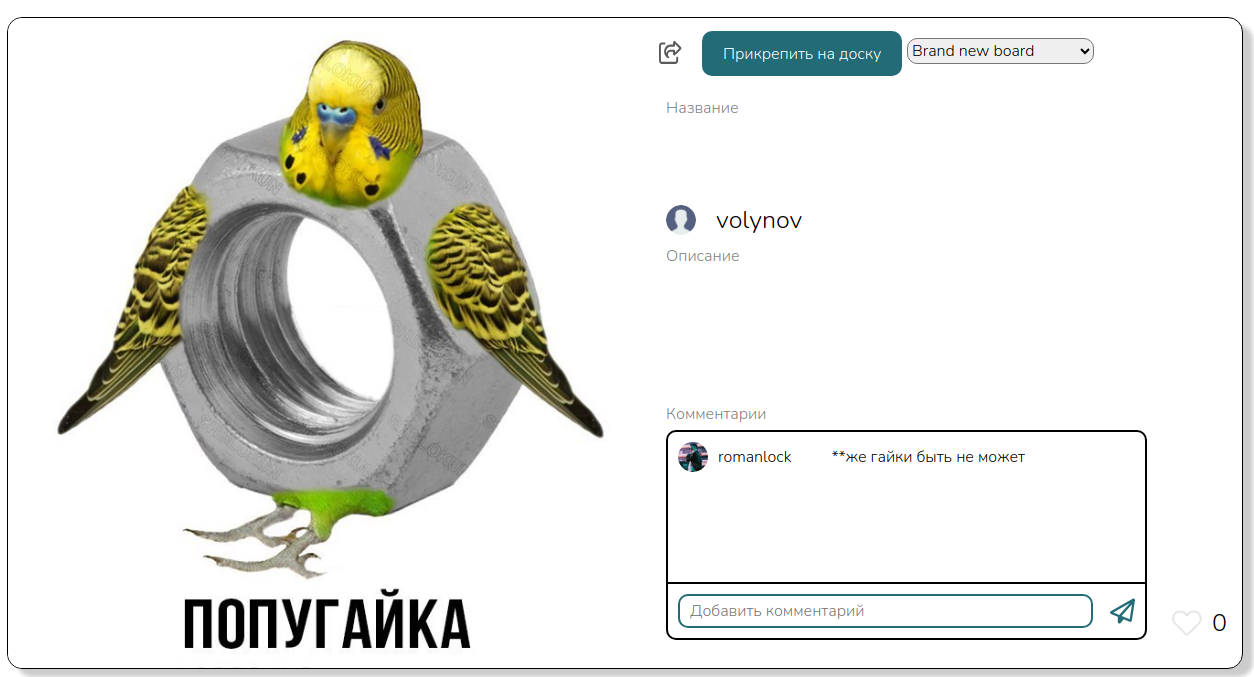 Прикрепить на доску
Brand new board
Название
volynov
Описание
Комментарии
romanlock
**же гайки быть не может
Добавить комментарий
0
ПОПУГАЙКА